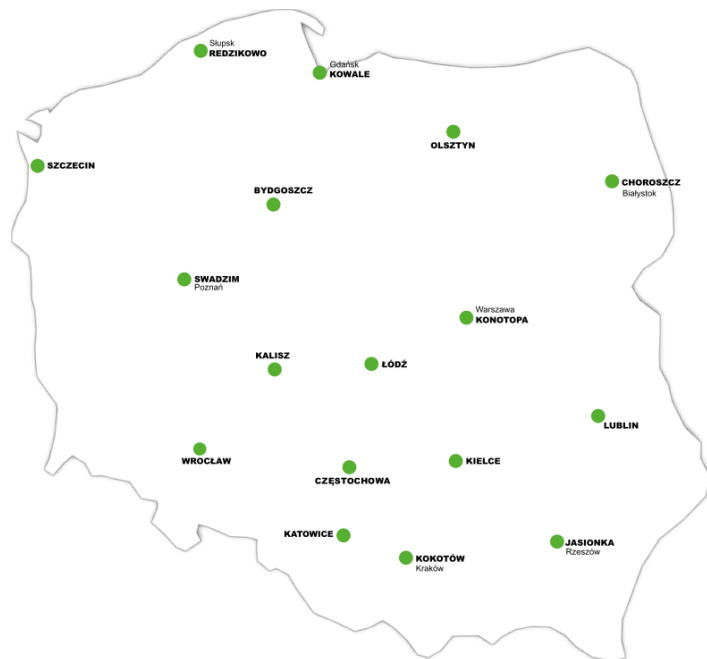 Słupsk
REDZIKOWO
Gdańsk
KOWALE
OLSZTYN
SZCZECIN
CHOROSZCZ
Białystok
BYDGOSZCZ
SWADZIM
Poznań
Warszawa
KONOTOPA
KALISZ
ŁÓDŹ
LUBLIN
WROCŁAW
KIELCE
CZĘSTOCHOWA
KATOWICE
JASIONKA
Rzeszów
KOKOTÓW
Kraków